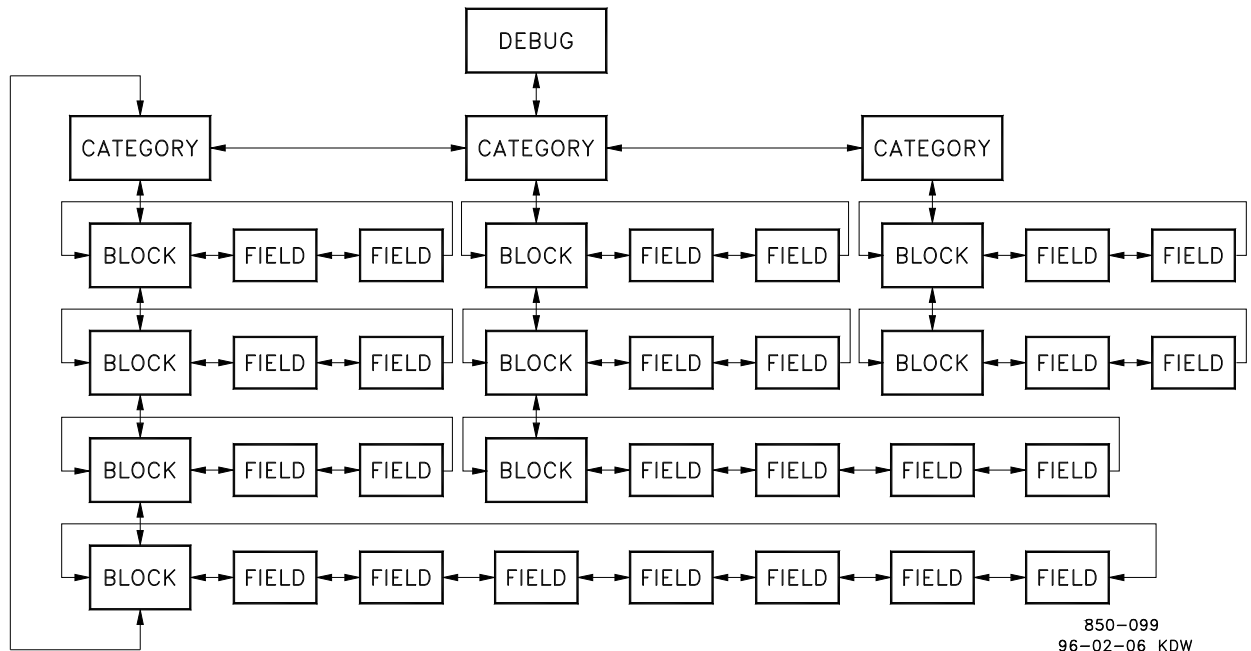 DEBUG
CATEGORY CATEGORY CATEGORY
BLOCK FIELD FIELD BLOCK FIELD FIELD BLOCK FIELD FIELD
BLOCK FIELD FIELD BLOCK FIELD FIELD BLOCK FIELD FIELD
BLOCK FIELD FIELD BLOCK FIELD FIELD FIELD FIELD
BLOCK FIELD FIELD FIELD FIELD FIELD FIELD FIELD
850-099
96-02-06 KDW